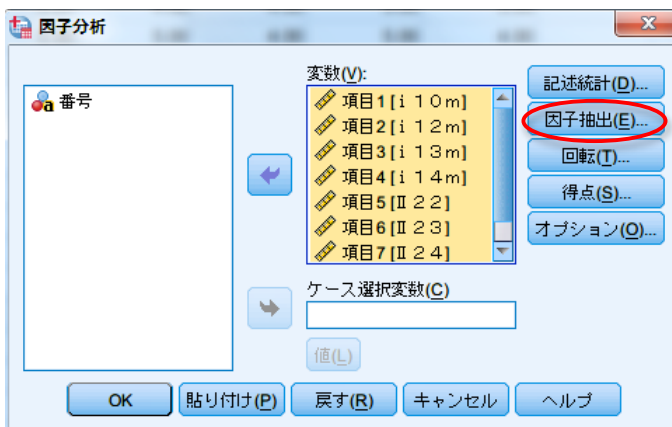 因子分析
変数(V):
番号
項目1[ｉ１０ｍ]
項目2[ｉ１２ｍ]
項目3[ｉ１３ｍ]
項目4[ｉ１４ｍ]
項目5[Ⅱ２２]
項目6[Ⅱ２３]
項目7[Ⅱ２４]
記述統計(D)...
因子抽出(E)...
回転(T)...
得点(S)...
オプション(O)...
ケース選択変数(C)
値(L)
OK
貼り付け(P)
戻す(R)
キャンセル
ヘルプ